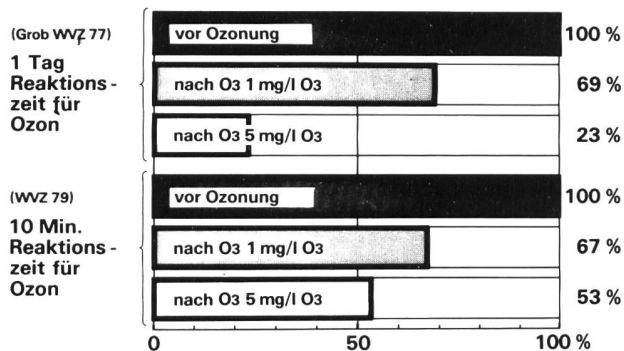 (Grob WVZ 77)
1 Tag
Reaktions-
zeit für
Ozon
vor Ozonung
100 %
nach O3 1 mg/l O3
69 %
nach O3 5 mg/l O3
23 %
(WVZ 79)
10 Min.
Reaktions-
zeit für
Ozon
vor Ozonung
100 %
nach O3 1 mg/l O3
67 %
nach O3 5 mg/l O3
53 %
0 50 100 %